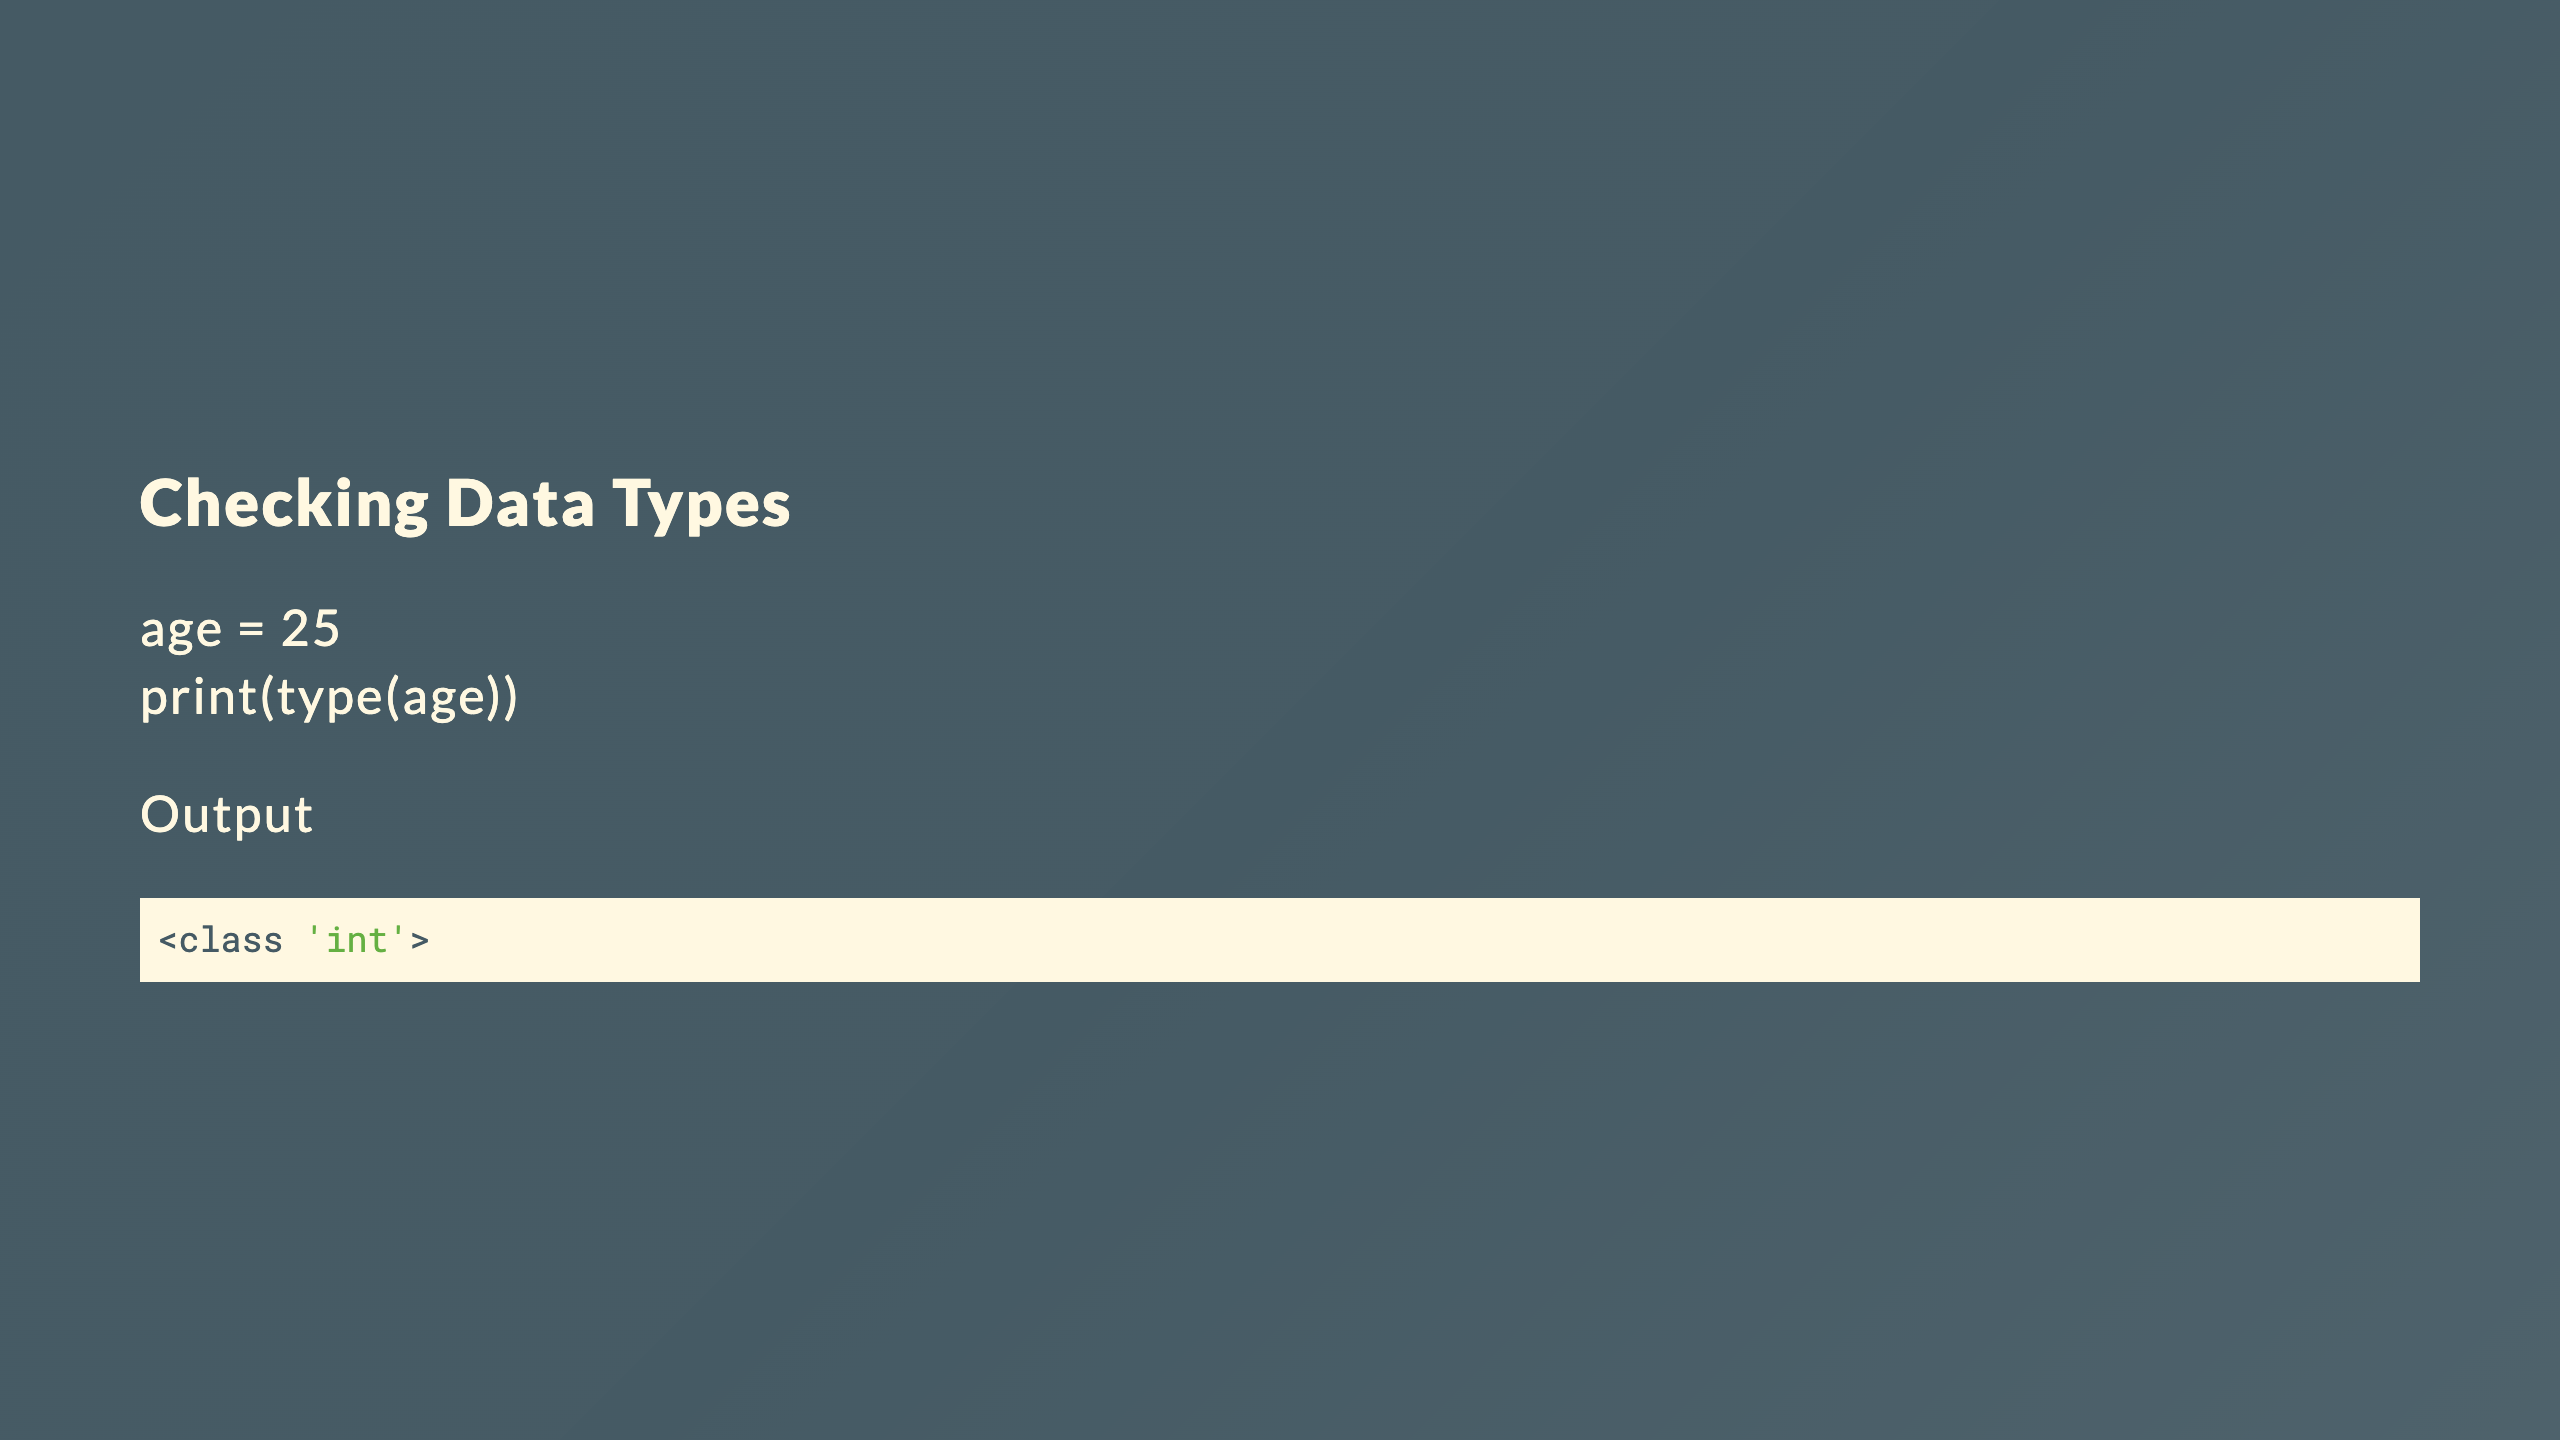 Checking Data Types
age = 25
print(type(age))
Output
<class 'int'>